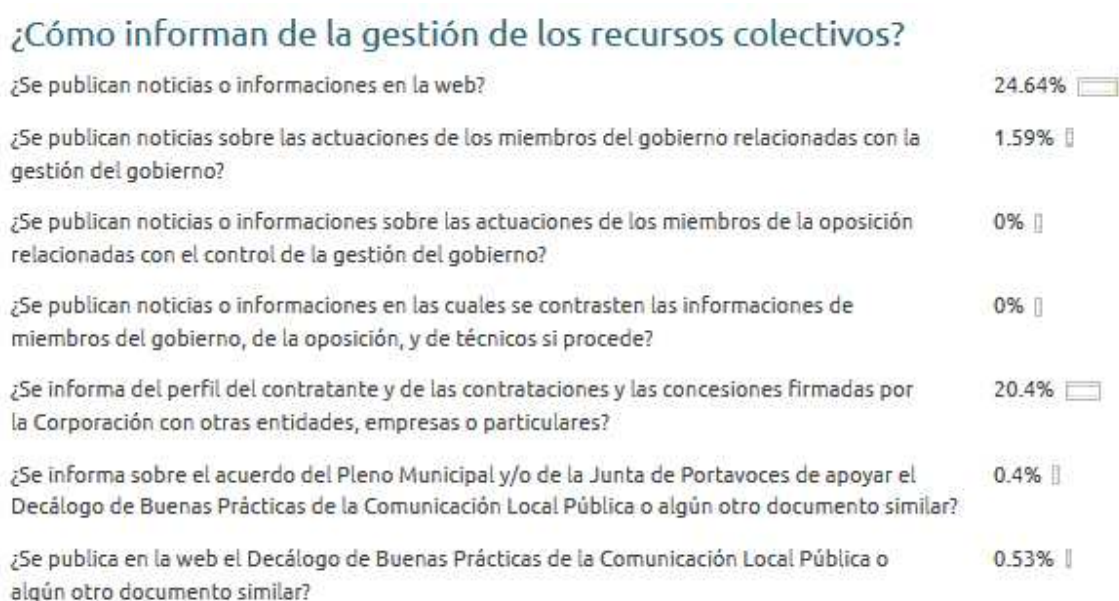 ¿Cómo informan de la gestión de los recursos colectivos?
¿Se publican noticias o informaciones en la web? 24.64%
¿Se publican noticias sobre las actuaciones de los miembros del gobierno relacionadas con la 1.59%
gestión del gobierno?
¿Se publican noticias o informaciones sobre las actuaciones de los miembros de la oposición 0%
relacionadas con el control de la gestión del gobierno?
¿Se publican noticias o informaciones en las cuales se contrasten las informaciones de 0%
miembros del gobierno, de la oposición, y de técnicos si procede?
¿Se informa del perfil del contratante y de las contrataciones y las concesiones firmadas por 20.4%
la Corporación con otras entidades, empresas o particulares?
¿Se informa sobre el acuerdo del Pleno Municipal y/o de la Junta de Portavoces de apoyar el 0.4%
Decálogo de Buenas Prácticas de la Comunicación Local Pública o algún otro documento similar?
¿Se publica en la web el Decálogo de Buenas Prácticas de la Comunicación Local Pública o 0.53%
algún otro documento similar?